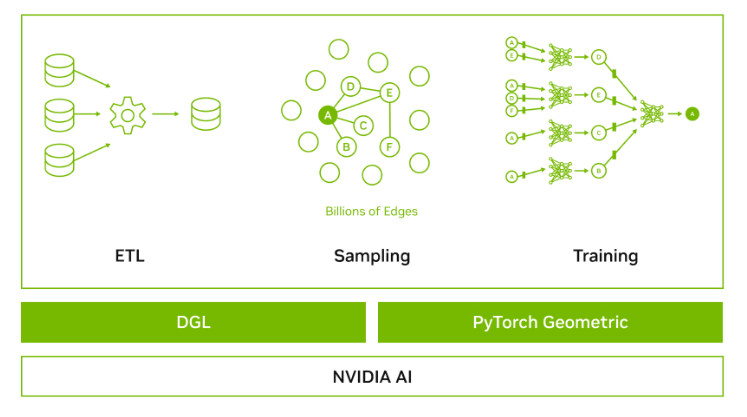 A
E
D
A
D
F
E
A
C
A
B
D
E
A
C
B
F
A
A
Billions of Edges
ETL
Sampling
Training
DGL
PyTorch Geometric
NVIDIA AI